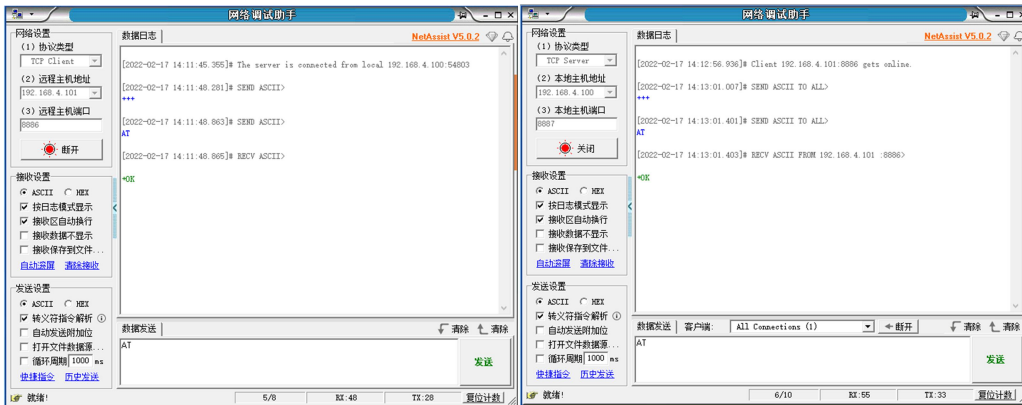 网络调试助手
网络设置
(1) 协议类型
TCP Client
(2) 远程主机地址
192.168.4.101
(3) 远程主机端口
8886
断开
接收设置
ASCII HEX
按日志模式显示
接收区自动换行
接收数据不显示
接收保存到文件...
自动滚屏 清除接收
发送设置
ASCII HEX
转义符指令解析
自动发送附加位
打开文件数据源...
循环周期 1000 ms
快捷指令 历史发送
数据日志
NetAssist V5.0.2
[2022-02-17 14:11:45.355]# The server is connected from local 192.168.4.100:54803
[2022-02-17 14:11:48.281]# SEND ASCII>
+++
[2022-02-17 14:11:48.863]# SEND ASCII>
AT
[2022-02-17 14:11:48.865]# RECV ASCII>
+OK
数据发送 清除 清除
AT
发送
就绪! 5/8 RX:48 TX:28 复位计数
网络调试助手
网络设置
(1) 协议类型
TCP Server
(2) 本地主机地址
192.168.4.100
(3) 本地主机端口
8887
关闭
接收设置
ASCII HEX
按日志模式显示
接收区自动换行
接收数据不显示
接收保存到文件...
自动滚屏 清除接收
发送设置
ASCII HEX
转义符指令解析
自动发送附加位
打开文件数据源...
循环周期 1000 ms
快捷指令 历史发送
数据日志
NetAssist V5.0.2
[2022-02-17 14:12:56.936]# Client 192.168.4.101:8886 gets online.
[2022-02-17 14:13:01.007]# SEND ASCII TO ALL>
+++
[2022-02-17 14:13:01.401]# SEND ASCII TO ALL>
AT
[2022-02-17 14:13:01.403]# RECV ASCII FROM 192.168.4.101 :8886>
+OK
数据发送 客户端: All Connections (1) 断开 清除 清除
AT
发送
就绪! 6/10 RX:55 TX:33 复位计数